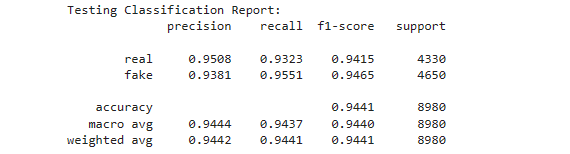 Testing Classification Report:
precision recall f1-score support
real 0.9508 0.9323 0.9415 4330
fake 0.9381 0.9551 0.9465 4650
accuracy 0.9441 8980
macro avg 0.9444 0.9437 0.9440 8980
weighted avg 0.9442 0.9441 0.9441 8980